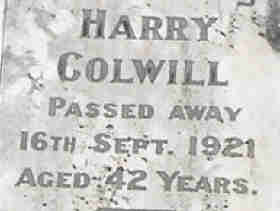 HARRY
COLWILL
PASSED AWAY
16TH SEPT. 1921
AGED 42 YEARS.